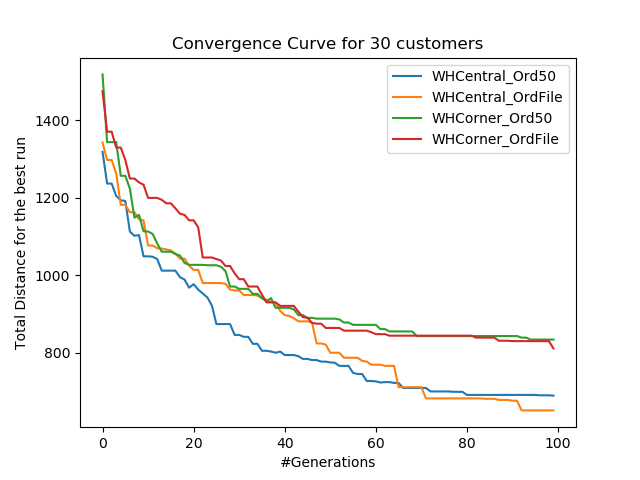 Convergence Curve for 30 customers
WHCentral_Ord50
WHCentral_OrdFile
WHCorner_Ord50
WHCorner_OrdFile
Total Distance for the best run
1400
1200
1000
800
0 20 40 60 80 100
#Generations